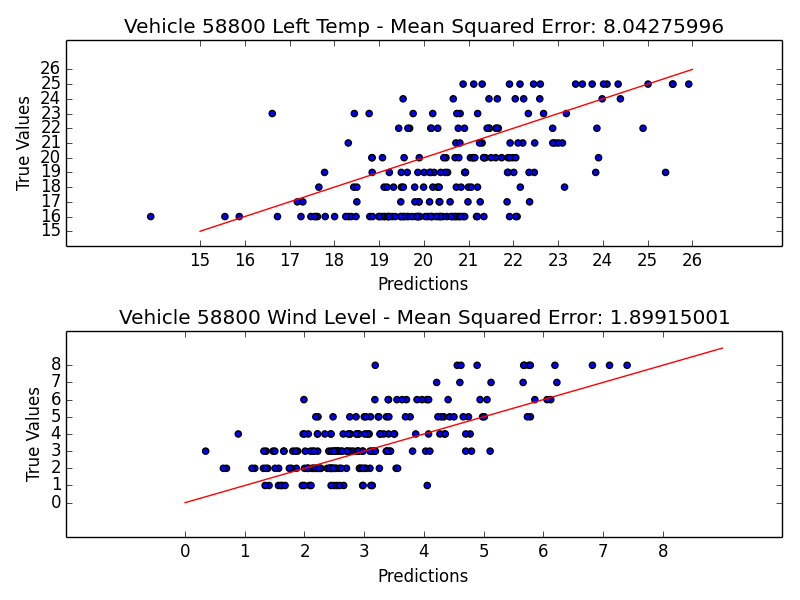 Vehicle 58800 Left Temp - Mean Squared Error: 8.04275996
True Values
26
25
24
23
22
21
20
19
18
17
16
15
15 16 17 18 19 20 21 22 23 24 25 26
Predictions
Vehicle 58800 Wind Level - Mean Squared Error: 1.89915001
True Values
8
7
6
5
4
3
2
1
0
0 1 2 3 4 5 6 7 8
Predictions